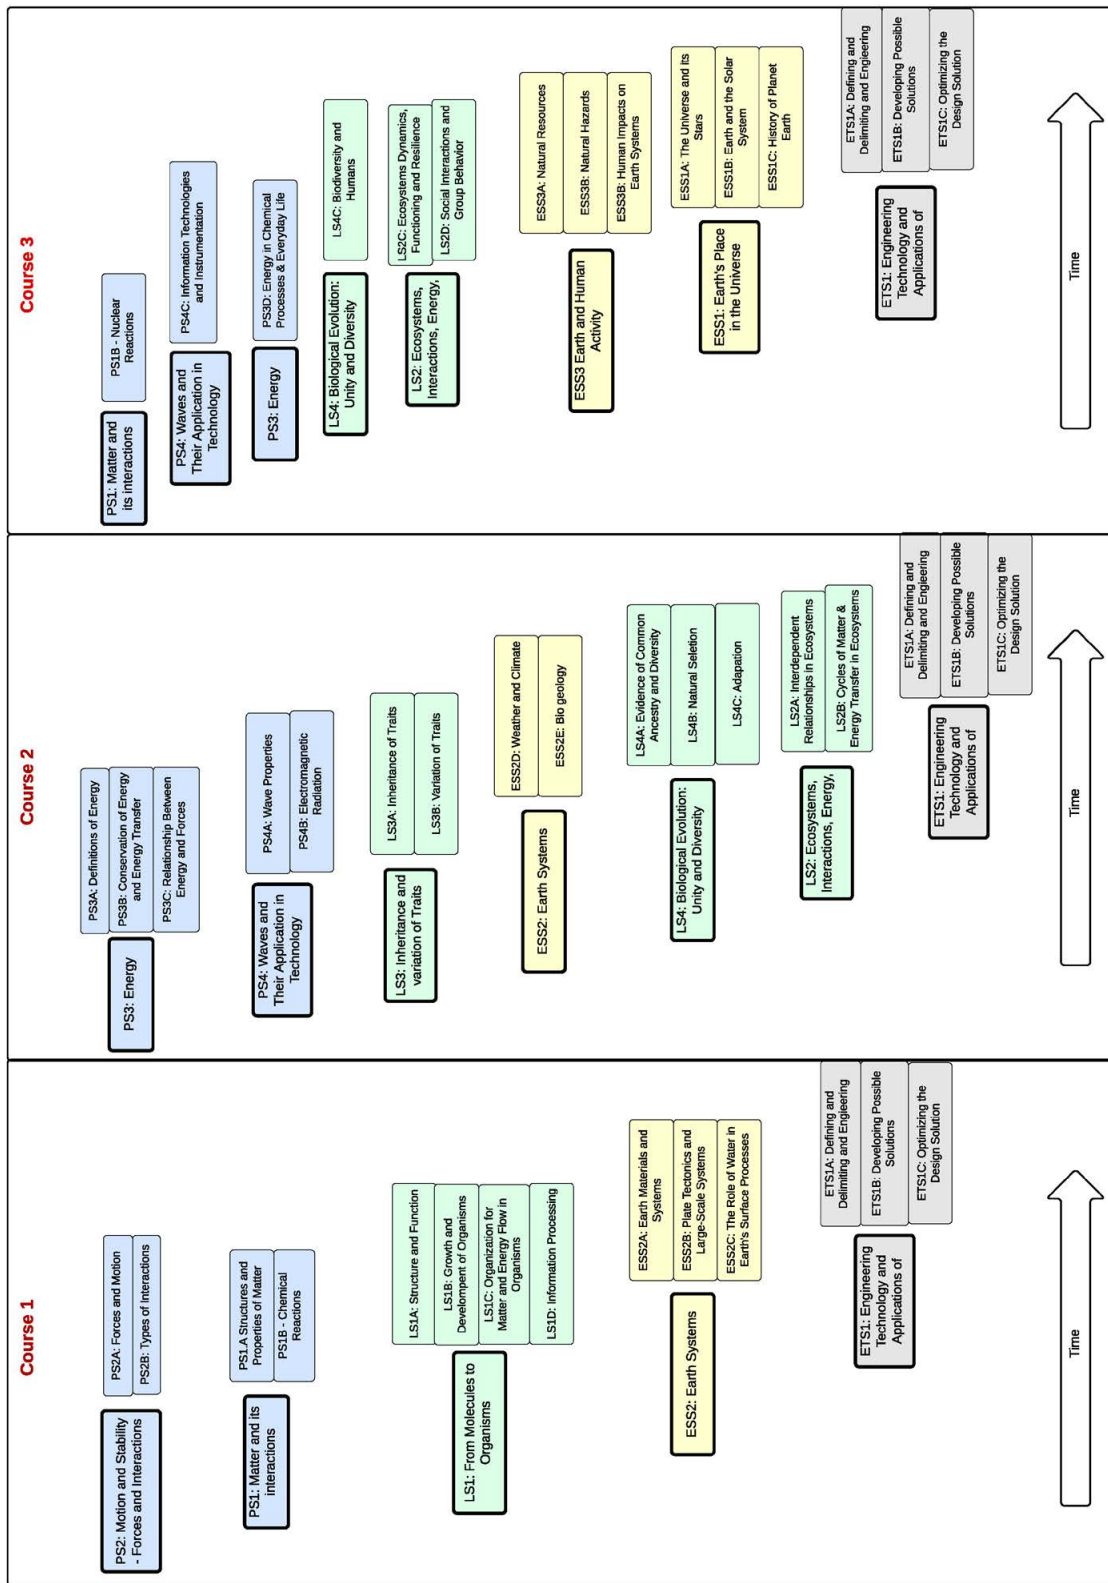 Course 1
PS2: Motion and Stability
- Forces and Interactions
PS2A: Forces and Motion
PS2B: Types of Interactions
PS1: Matter and its
interactions
PS1.A Structures and
Properties of Matter
PS1B - Chemical
Reactions
LS1: From Molecules to
Organisms
LS1A: Structure and Function
LS1B: Growth and
Development of Organisms
LS1C: Organization for
Matter and Energy Flow in
Organisms
LS1D: Information Processing
ESS2: Earth Systems
ESS2A: Earth Materials and
Systems
ESS2B: Plate Tectonics and
Large-Scale Systems
ESS2C: The Role of Water in
Earth's Surface Processes
ETS1: Engineering
Technology and
Applications of
ETS1A: Defining and
Delimiting and Engieering
ETS1B: Developing Possible
Solutions
ETS1C: Optimizing the
Design Solution
Time
Course 2
PS3: Energy
PS3A: Definitions of Energy
PS3B: Conservation of Energy
and Energy Transfer
PS3C: Relationship Between
Energy and Forces
PS4: Waves and
Their Application in
Technology
PS4A: Wave Properties
PS4B: Electromagnetic
Radiation
LS3: Inheritance and
variation of Traits
LS3A: Inheritance of Traits
LS3B: Variation of Traits
ESS2: Earth Systems
ESS2D: Weather and Climate
ESS2E: Bio geology
LS4: Biological Evolution:
Unity and Diversity
LS4A: Evidence of Common
Ancestry and Diversity
LS4B: Natural Seletion
LS4C: Adapation
LS2: Ecosystems,
Interactions, Energy,
LS2A: Interdependent
Relationships in Ecosystems
LS2B: Cycles of Matter &
Energy Transfer in Ecosystems
ETS1: Engineering
Technology and
Applications of
ETS1A: Defining and
Delimiting and Engieering
ETS1B: Developing Possible
Solutions
ETS1C: Optimizing the
Design Solution
Time
Course 3
PS1: Matter and
its interactions
PS1B - Nuclear
Reactions
PS4: Waves and
Their Application in
Technology
PS4C: Information Technologies
and Instrumentation
PS3: Energy
PS3D: Energy in Chemical
Processes & Everyday Life
LS4: Biological Evolution:
Unity and Diversity
LS4C: Biodiversity and
Humans
LS2: Ecosystems,
Interactions, Energy,
LS2C: Ecosystems Dynamics,
Functioning and Resilience
LS2D: Social Interactions and
Group Behavior
ESS3 Earth and Human
Activity
ESS3A: Natural Resources
ESS3B: Natural Hazards
ESS3B: Human Impacts on
Earth Systems
ESS1: Earth's Place
in the Universe
ESS1A: The Universe and its
Stars
ESS1B: Earth and the Solar
System
ESS1C: History of Planet
Earth
ETS1: Engineering
Technology and
Applications of
ETS1A: Defining and
Delimiting and Engieering
ETS1B: Developing Possible
Solutions
ETS1C: Optimizing the
Design Solution
Time